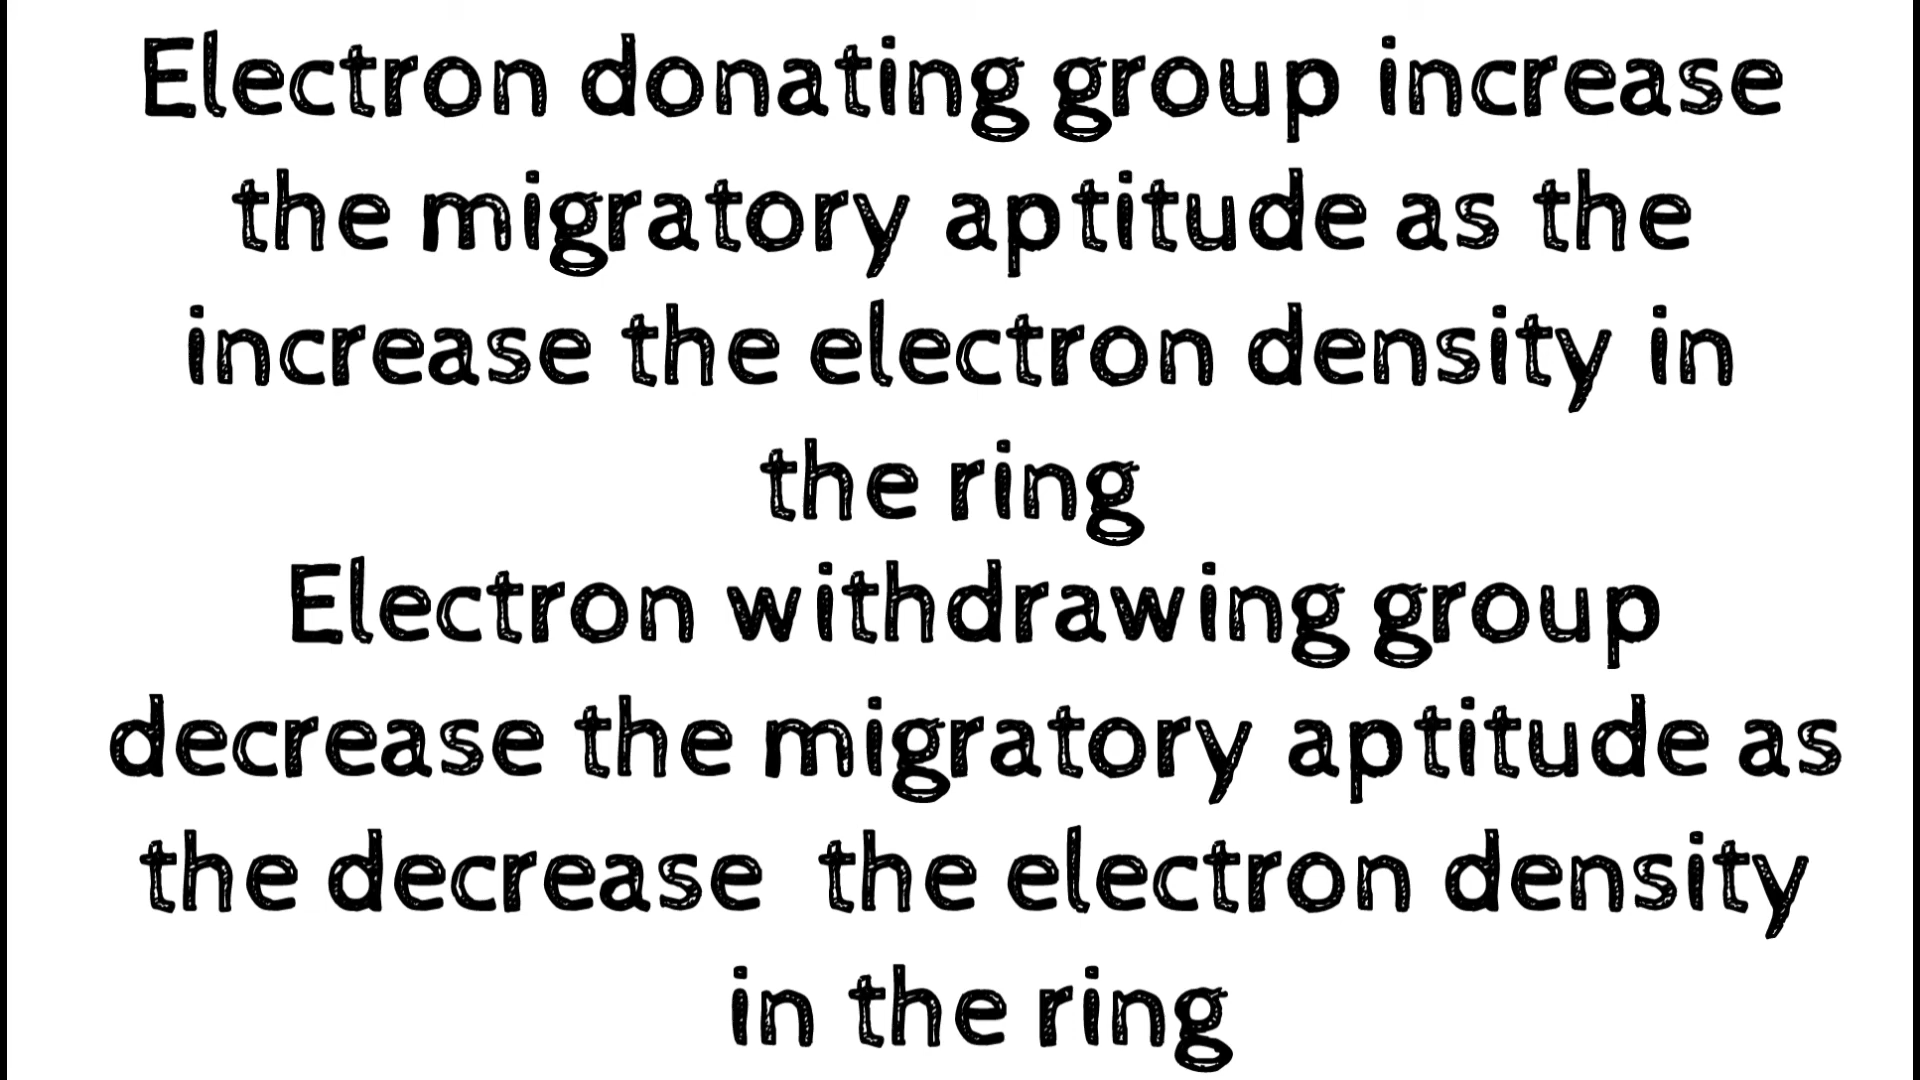 Electron donating group increase
the migratory aptitude as the
increase the electron density in
the ring
Electron withdrawing group
decrease the migratory aptitude as
the decrease the electron density
in the ring